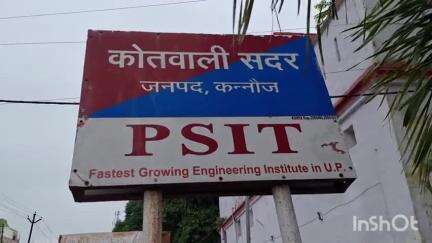 कोतवाली सदर
जनपद, कन्नौज
PSIT
Fastest Growing Engineering Institute in U.P.
InShOt